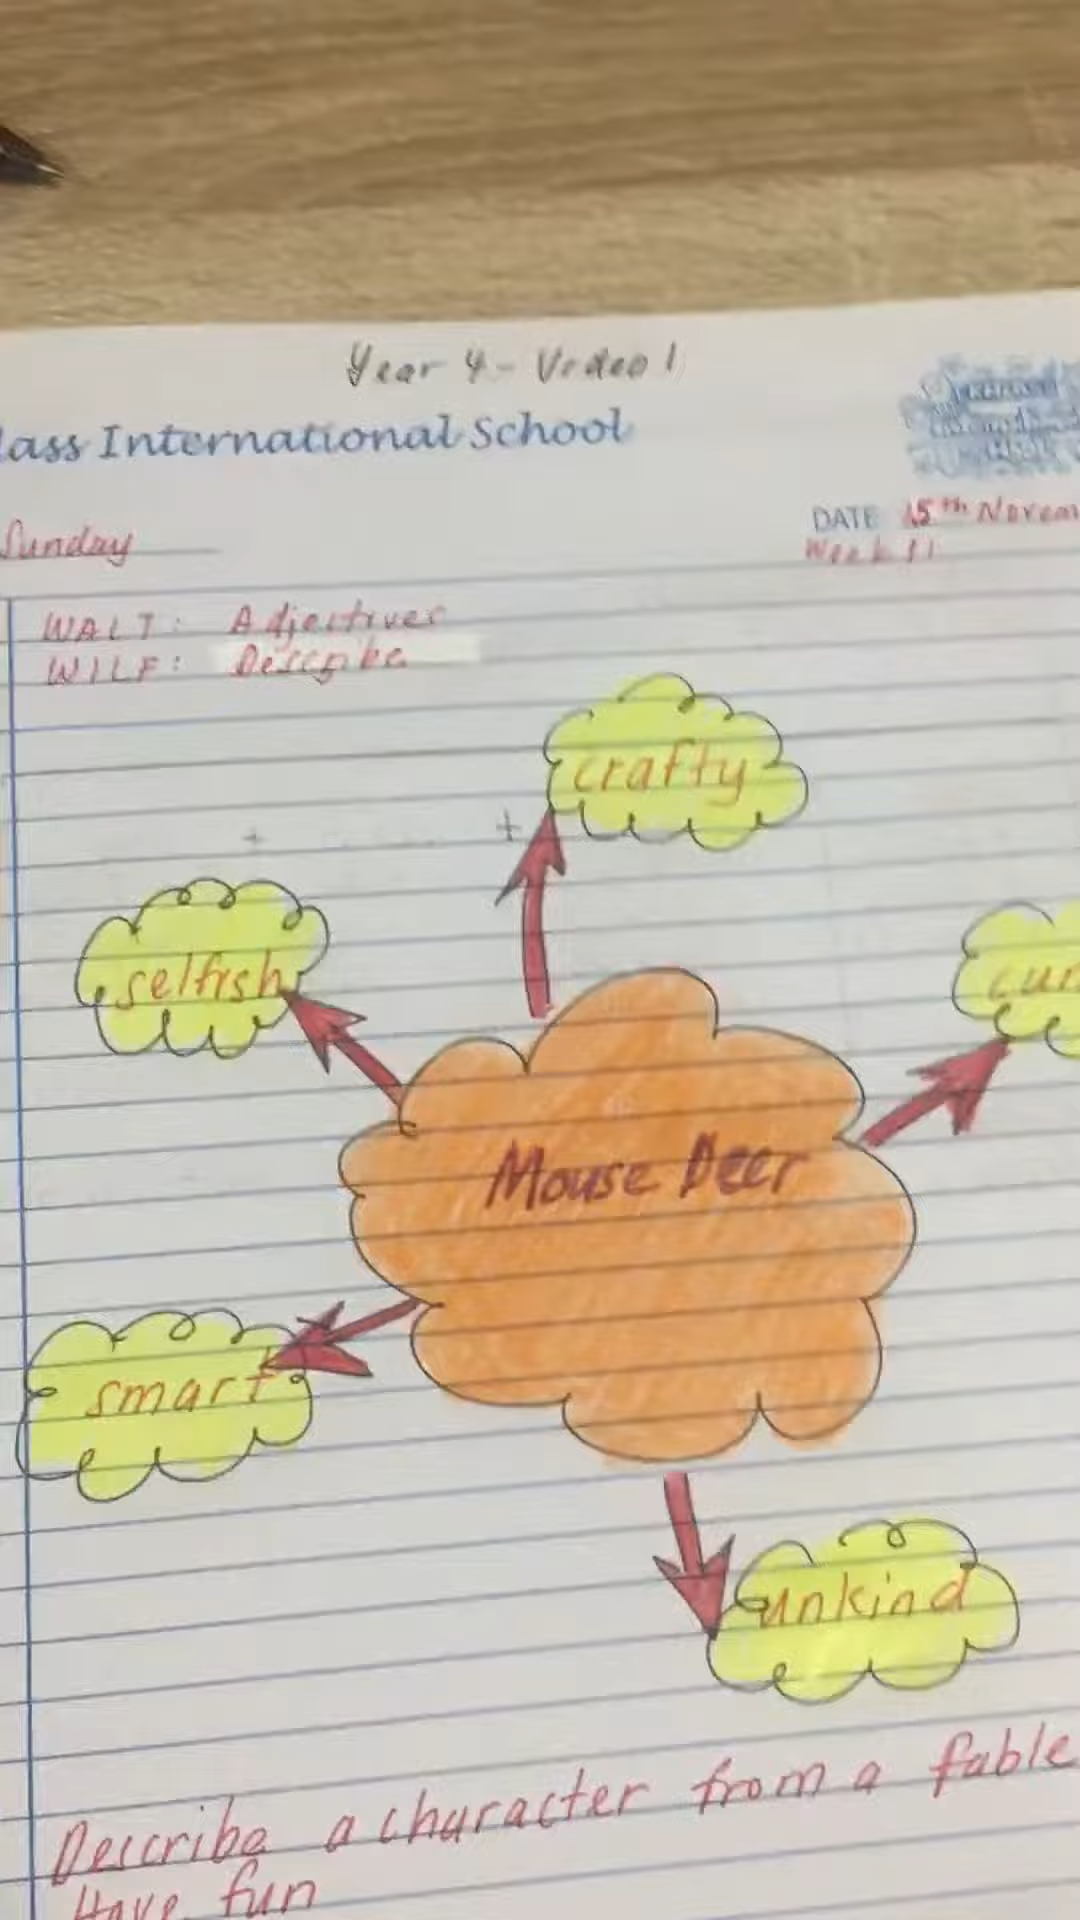 Year 4 - Video 1
lass International School
Sunday
DATE 15th Novem
Week 11
WALT: Adjectives
WILF: Describe
crafty
selfish
cun
Mouse Deer
smart
unkind
Describe a character from a fable
Have fun